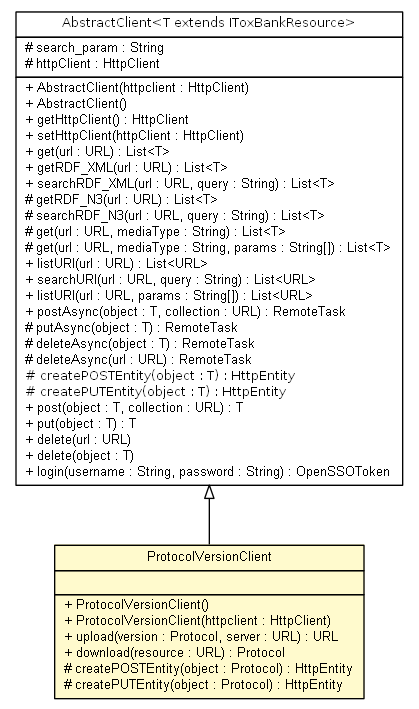 AbstractClient<T extends IToxBankResource>
# search_param : String
# httpClient : HttpClient
+ AbstractClient(httpclient : HttpClient)
+ AbstractClient()
+ getHttpClient() : HttpClient
+ setHttpClient(httpclient : HttpClient)
+ get(url : URL) : List<T>
+ getRDF_XML(url : URL) : List<T>
+ searchRDF_XML(url : URL, query : String) : List<T>
# getRDF_N3(url : URL) : List<T>
# searchRDF_N3(url : URL, query : String) : List<T>
# get(url : URL, mediaType : String) : List<T>
# get(url : URL, mediaType : String, params : String[]) : List<T>
+ listURI(url : URL) : List<URL>
+ searchURI(url : URL, query : String) : List<URL>
+ listURI(url : URL, params : String[]) : List<URL>
+ postAsync(object : T, collection : URL) : RemoteTask
# putAsync(object : T) : RemoteTask
# deleteAsync(object : T) : RemoteTask
# deleteAsync(url : URL) : RemoteTask
# createPOSTEntity(object : T) : HttpEntity
# createPUTEntity(object : T) : HttpEntity
+ post(object : T, collection : URL) : T
+ put(object : T) : T
+ delete(url : URL)
+ delete(object : T)
+ login(username : String, password : String) : OpenSSOToken
ProtocolVersionClient
+ ProtocolVersionClient()
+ ProtocolVersionClient(httpclient : HttpClient)
+ upload(version : Protocol, server : URL) : URL
+ download(resource : URL) : Protocol
# createPOSTEntity(object : Protocol) : HttpEntity
# createPUTEntity(object : Protocol) : HttpEntity